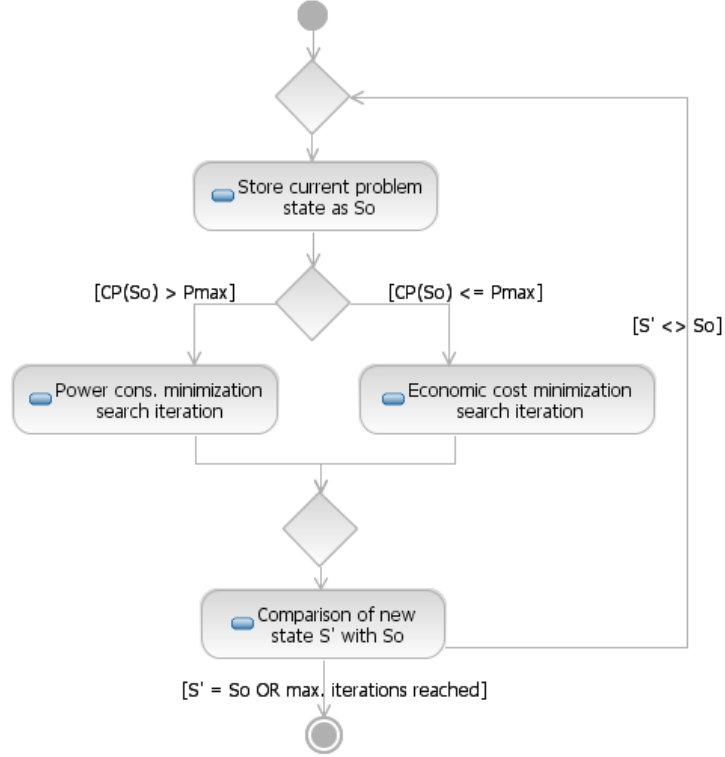 Store current problem
state as So
[CP(So) > Pmax]
[CP(So) <= Pmax]
[S' <> So]
Power cons. minimization
search iteration
Economic cost minimization
search iteration
Comparison of new
state S' with So
[S' = So OR max. iterations reached]